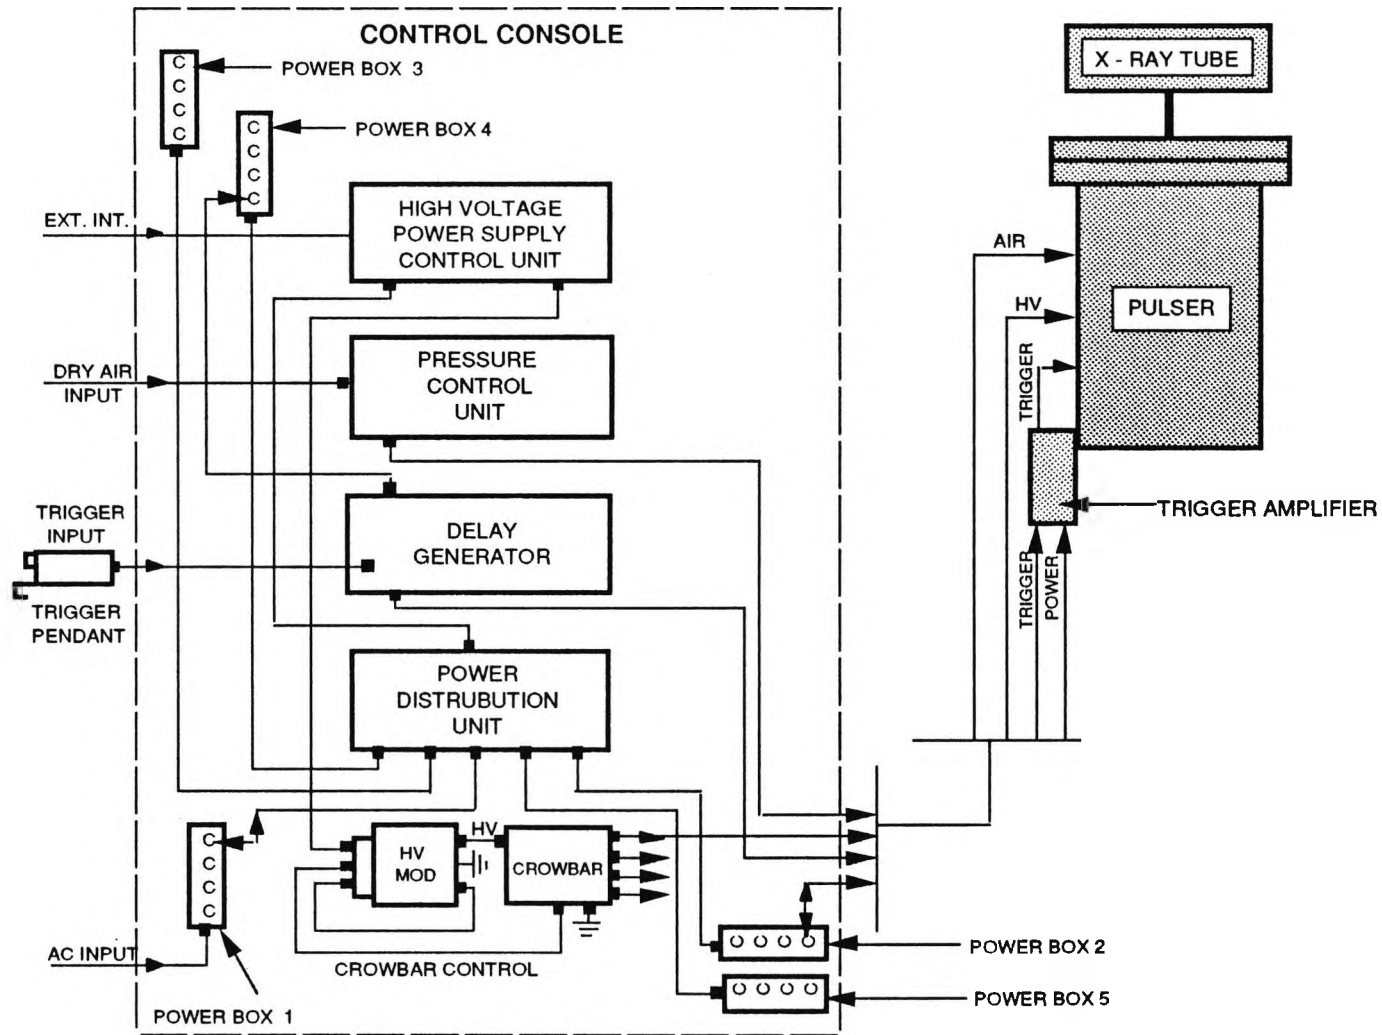 CONTROL CONSOLE
C
C
C
C
POWER BOX 3
C
C
C
C
POWER BOX 4
X - RAY TUBE
HIGH VOLTAGE
POWER SUPPLY
CONTROL UNIT
EXT. INT.
AIR
HV
PULSER
TRIGGER
PRESSURE
CONTROL
UNIT
DRY AIR
INPUT
TRIGGER AMPLIFIER
TRIGGER
INPUT
DELAY
GENERATOR
TRIGGER
POWER
TRIGGER
PENDANT
POWER
DISTRUBUTION
UNIT
C
C
C
C
HV
MOD
HV
CROWBAR
AC INPUT
CROWBAR CONTROL
C C C C
POWER BOX 2
C C C C
POWER BOX 5
POWER BOX 1